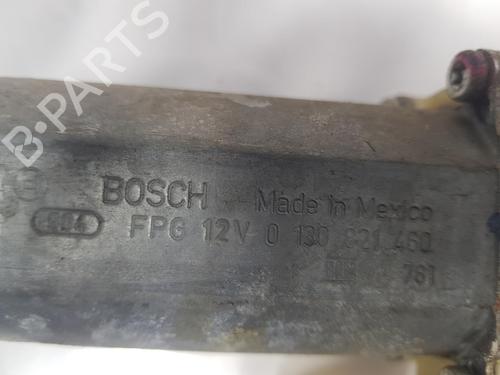 BOSCH Made in Mexico
FPG 12V 0 130 821 460
761
B-PARTS